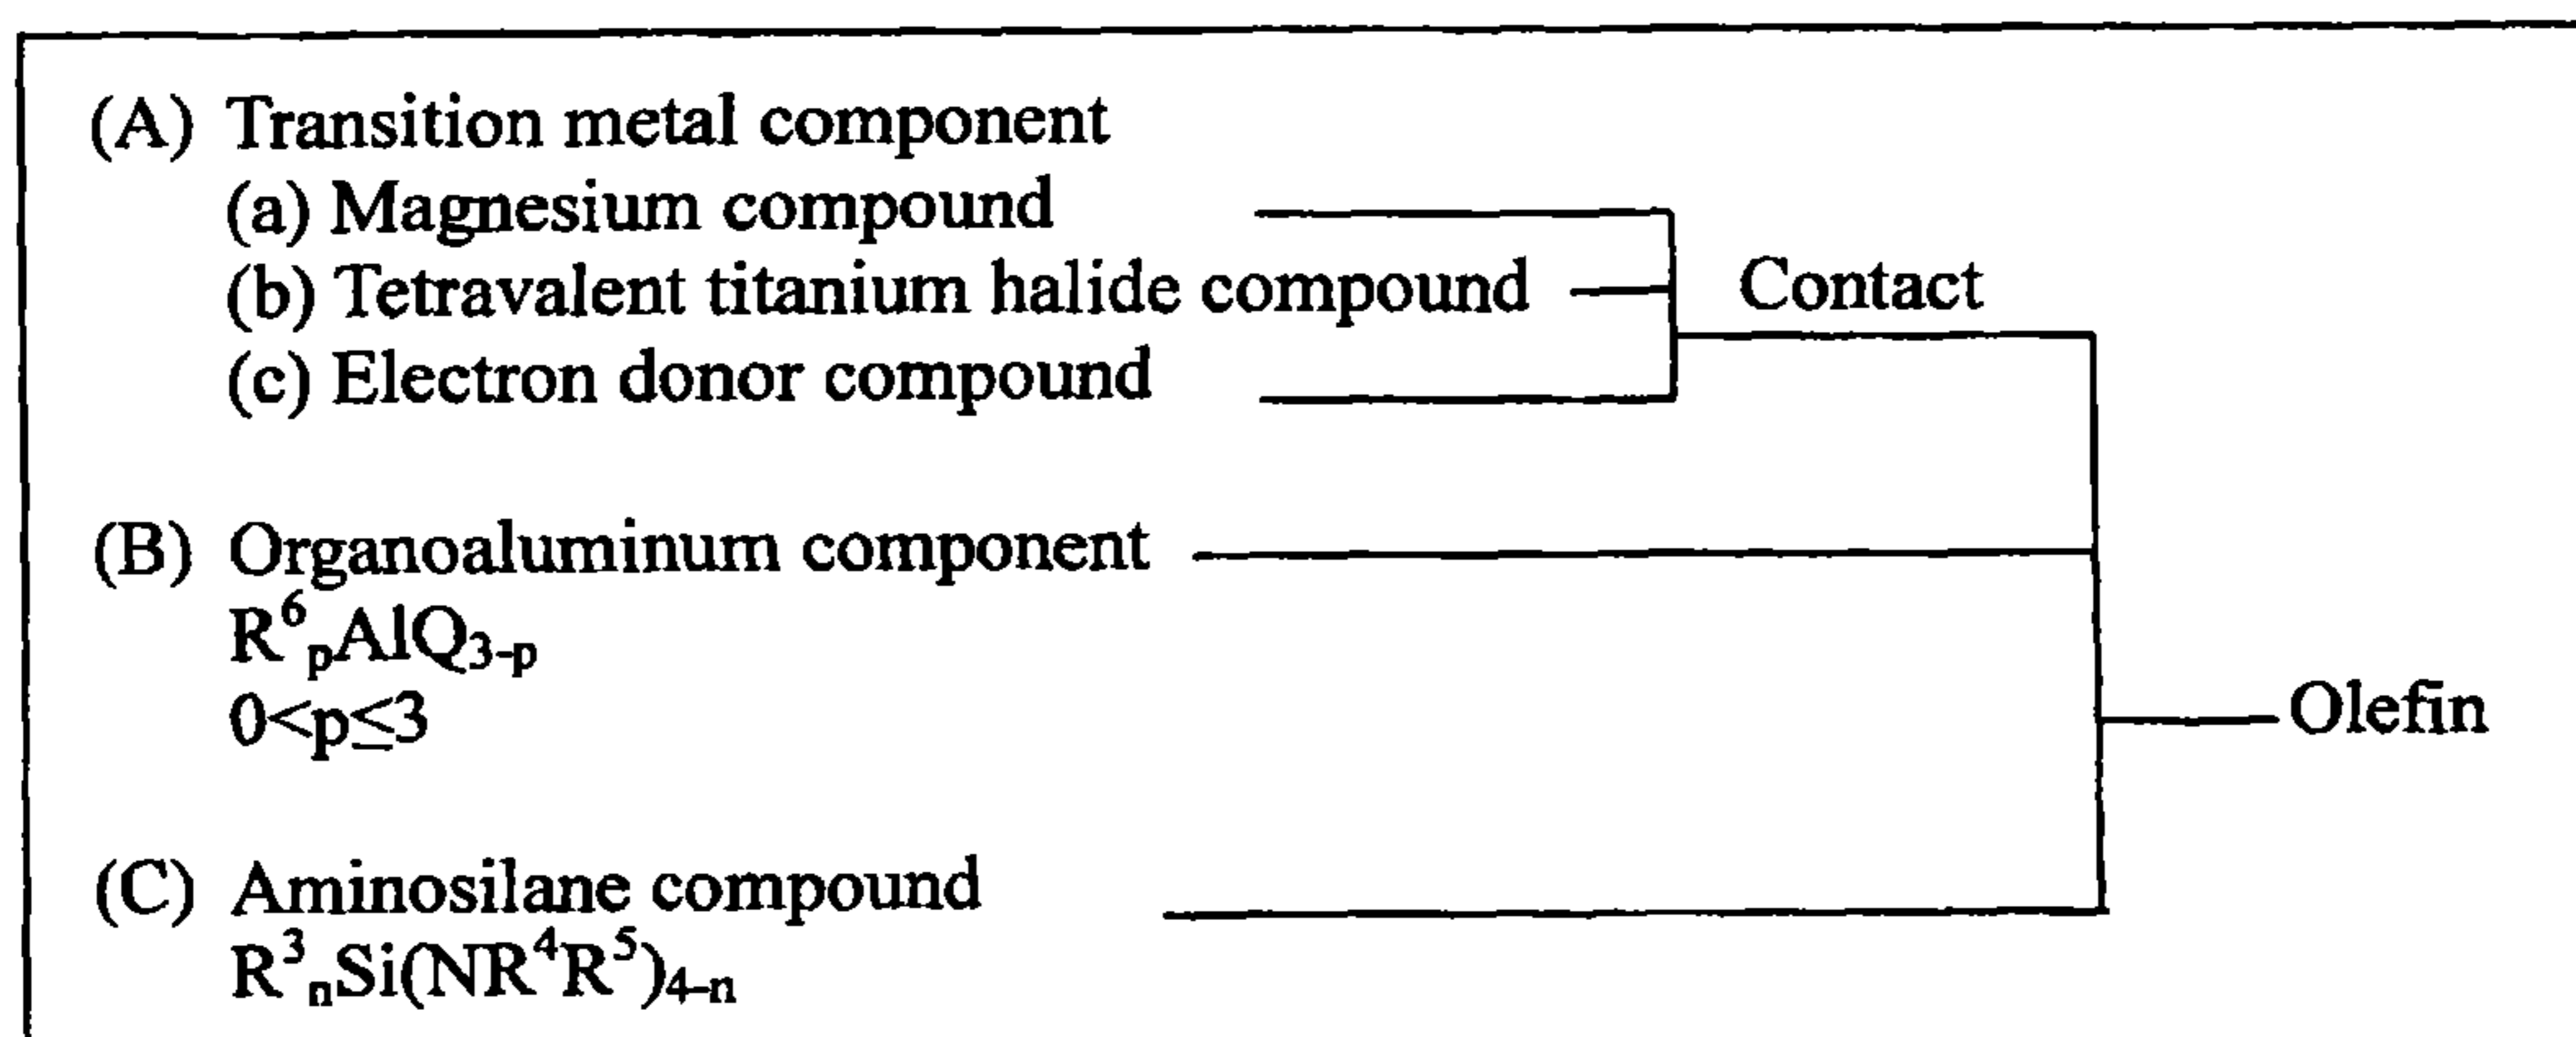 (A) Transition metal component
(a) Magnesium compound
(b) Tetravalent titanium halide compound
Contact
(c) Electron donor compound
(B) Organoaluminum component
R⁶ₚAlQ₃₋ₚ
0<p≤3
Olefin
(C) Aminosilane compound
R³ₙSi(NR⁴R⁵)₄₋ₙ